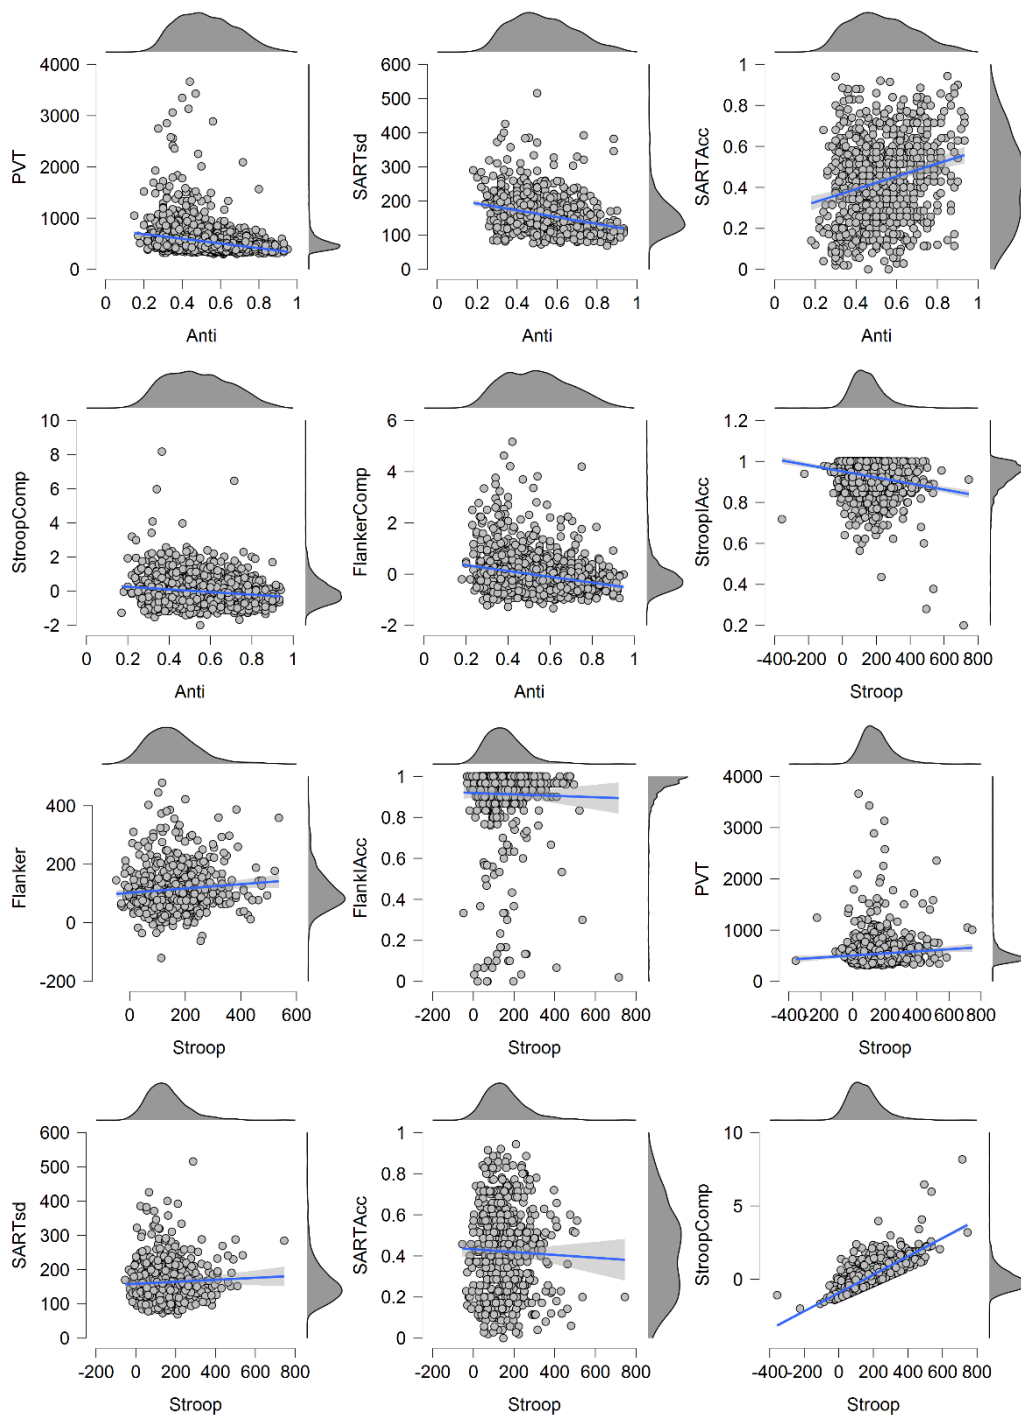 PVT
4000
3000
2000
1000
0
0 0.2 0.4 0.6 0.8 1
Anti
SARTsd
600
500
400
300
200
100
0
0 0.2 0.4 0.6 0.8 1
Anti
SARTAcc
1
0.8
0.6
0.4
0.2
0
0.2 0.4 0.6 0.8 1
Anti
StroopComp
10
8
6
4
2
0
-2
0 0.2 0.4 0.6 0.8 1
Anti
FlankerComp
6
4
2
0
-2
0 0.2 0.4 0.6 0.8 1
Anti
StroopIAcc
1.2
1
0.8
0.6
0.4
0.2
-400 -200 0 200 400 600 800
Stroop
Flanker
400
200
0
-200
0 200 400 600
Stroop
FlankIAcc
1
0.8
0.6
0.4
0.2
0
-200 0 200 400 600 800
Stroop
PVT
4000
3000
2000
1000
0
-400 -200 0 200 400 600 800
Stroop
SARTsd
600
500
400
300
200
100
0
-200 0 200 400 600 800
Stroop
SARTAcc
1
0.8
0.6
0.4
0.2
0
-200 0 200 400 600 800
Stroop
StroopComp
10
5
0
-400 -200 0 200 400 600 800
Stroop